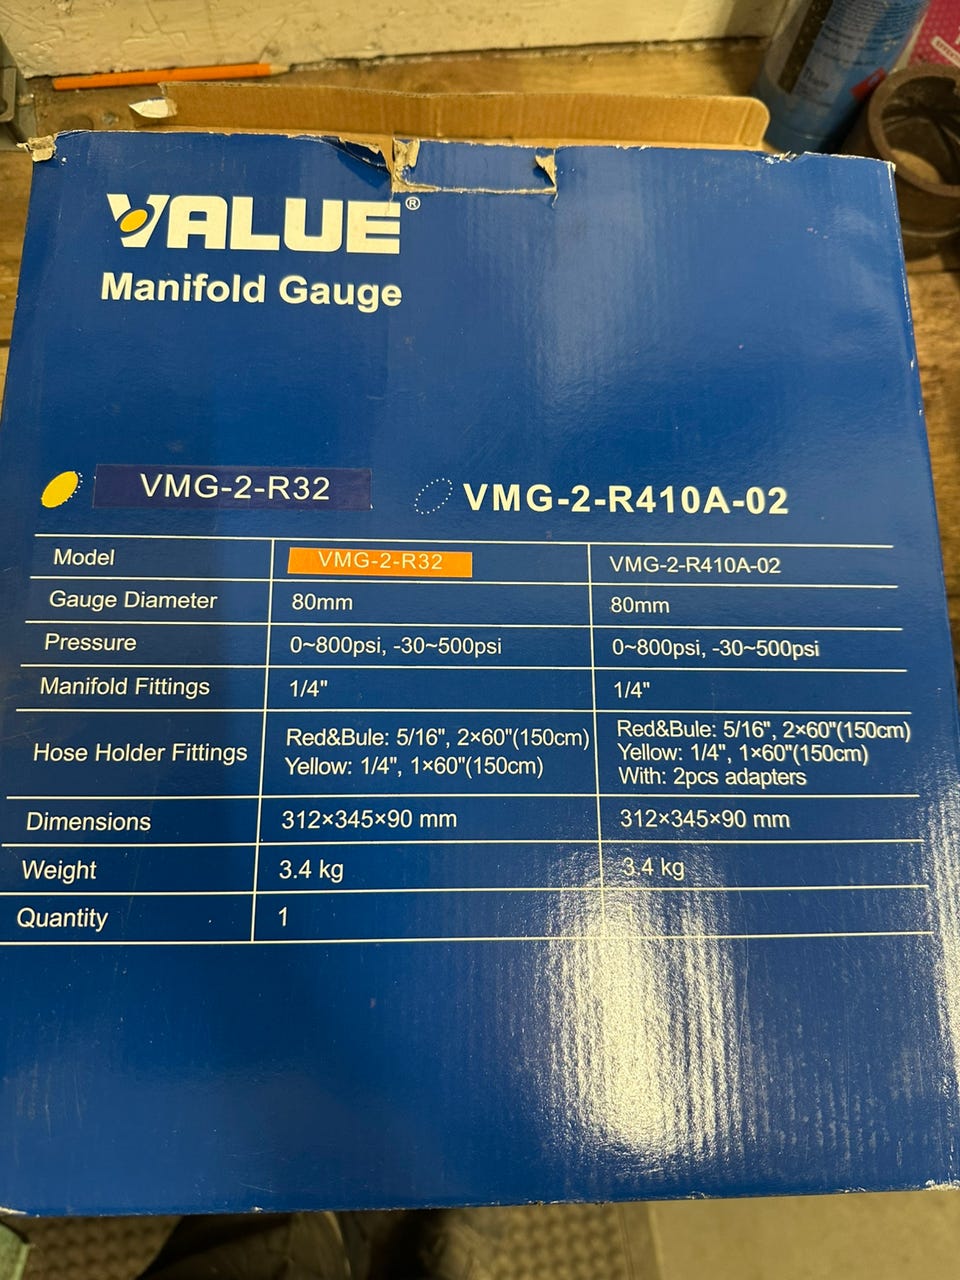 VALUE®
Manifold Gauge
VMG-2-R32
VMG-2-R410A-02
Model VMG-2-R32 VMG-2-R410A-02
Gauge Diameter 80mm 80mm
Pressure 0~800psi, -30~500psi 0~800psi, -30~500psi
Manifold Fittings 1/4" 1/4"
Hose Holder Fittings
Red&Bule: 5/16", 2×60"(150cm)
Yellow: 1/4", 1×60"(150cm)
Red&Bule: 5/16", 2×60"(150cm)
Yellow: 1/4", 1×60"(150cm)
With: 2pcs adapters
Dimensions 312×345×90 mm 312×345×90 mm
Weight 3.4 kg 3.4 kg
Quantity 1